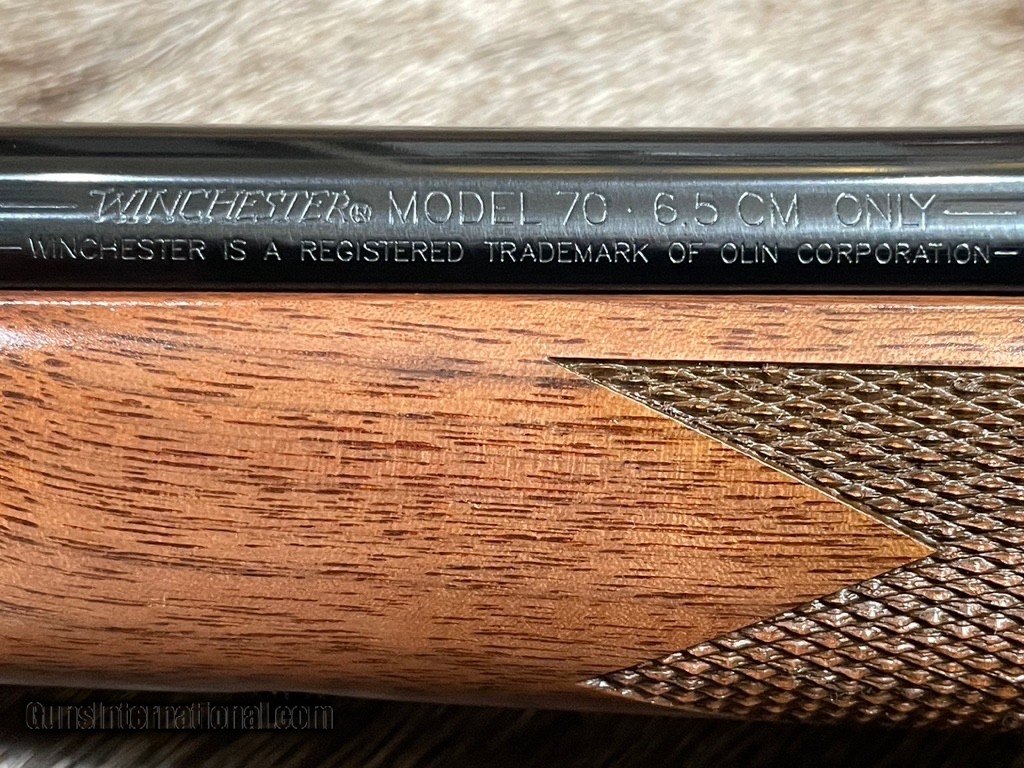 WINCHESTER® MODEL 70 · 6.5 CM ONLY
WINCHESTER IS A REGISTERED TRADEMARK OF OLIN CORPORATION
GunsInternational.com